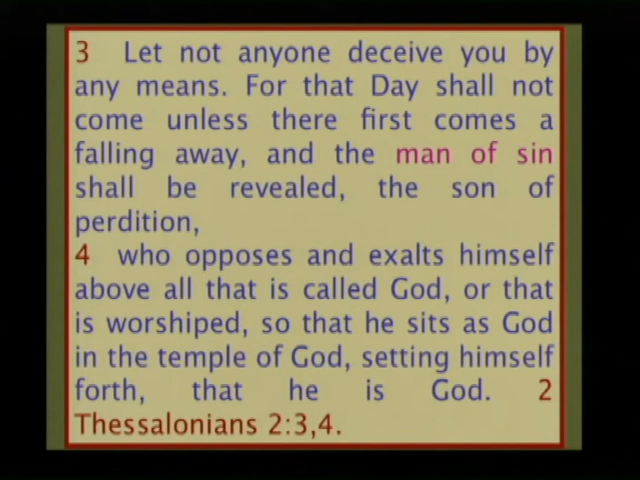 3 Let not anyone deceive you by
any means. For that Day shall not
come unless there first comes a
falling away, and the man of sin
shall be revealed, the son of
perdition,
4 who opposes and exalts himself
above all that is called God, or that
is worshiped, so that he sits as God
in the temple of God, setting himself
forth, that he is God. 2
Thessalonians 2:3,4.